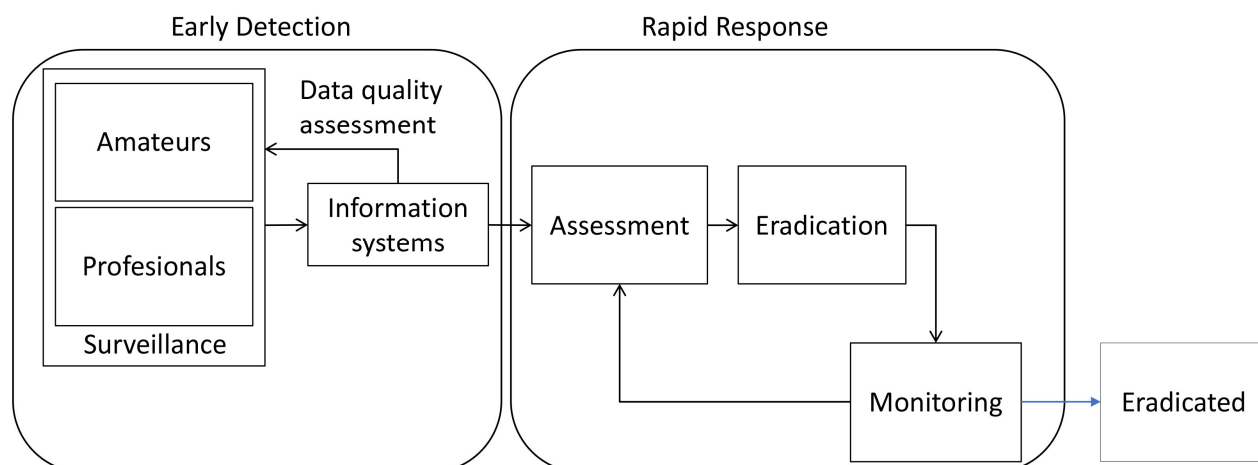 Early Detection
Rapid Response
Data quality
assessment
Amateurs
Profesionals
Surveillance
Information
systems
Assessment
Eradication
Monitoring
Eradicated